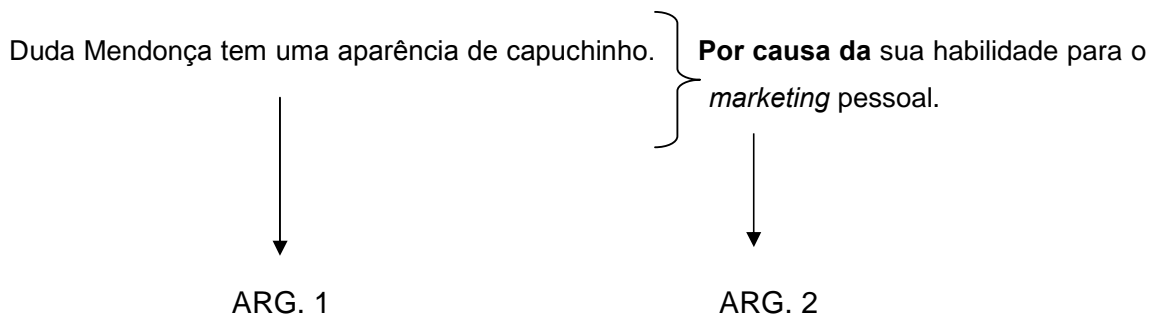 Duda Mendonça tem uma aparência de capuchinho. Por causa da sua habilidade para o
marketing pessoal.
ARG. 1 ARG. 2